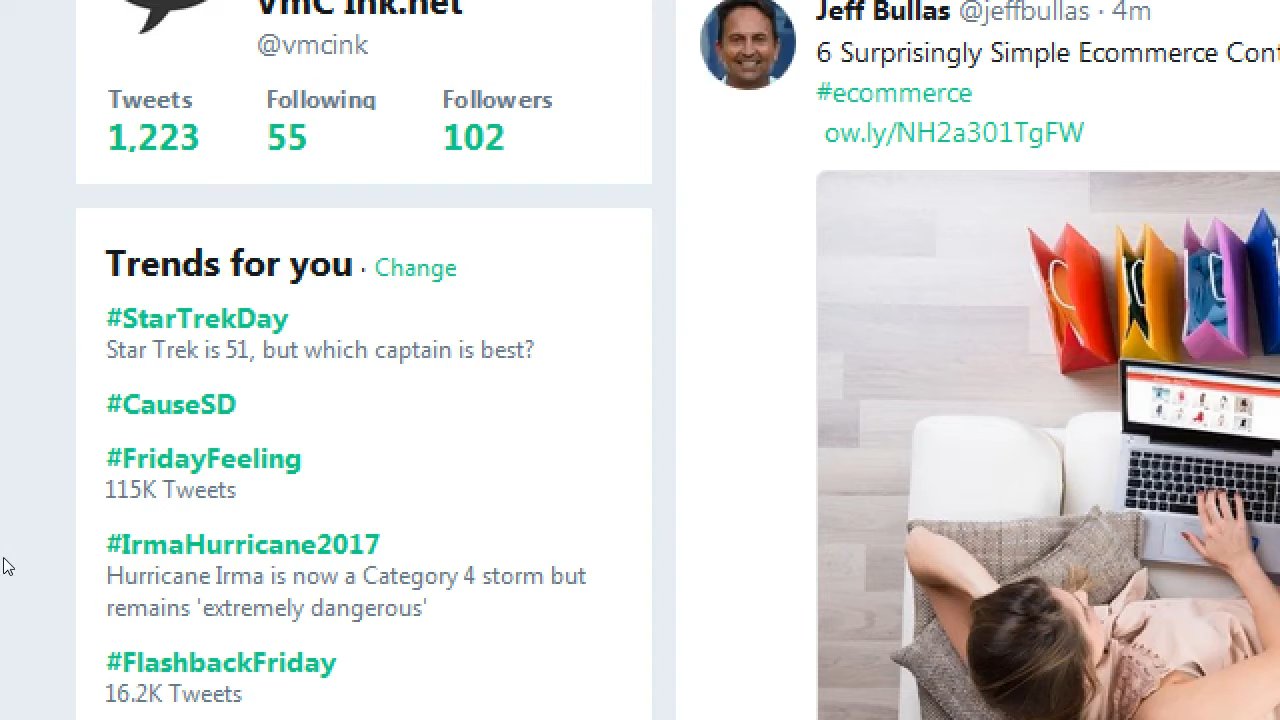 VMC Ink.net
@vmcink
Tweets Following Followers
1,223 55 102
Trends for you · Change
#StarTrekDay
Star Trek is 51, but which captain is best?
#CauseSD
#FridayFeeling
115K Tweets
#IrmaHurricane2017
Hurricane Irma is now a Category 4 storm but
remains 'extremely dangerous'
#FlashbackFriday
16.2K Tweets
Jeff Bullas @jeffbullas · 4m
6 Surprisingly Simple Ecommerce
#ecommerce
ow.ly/NH2a301TgFW